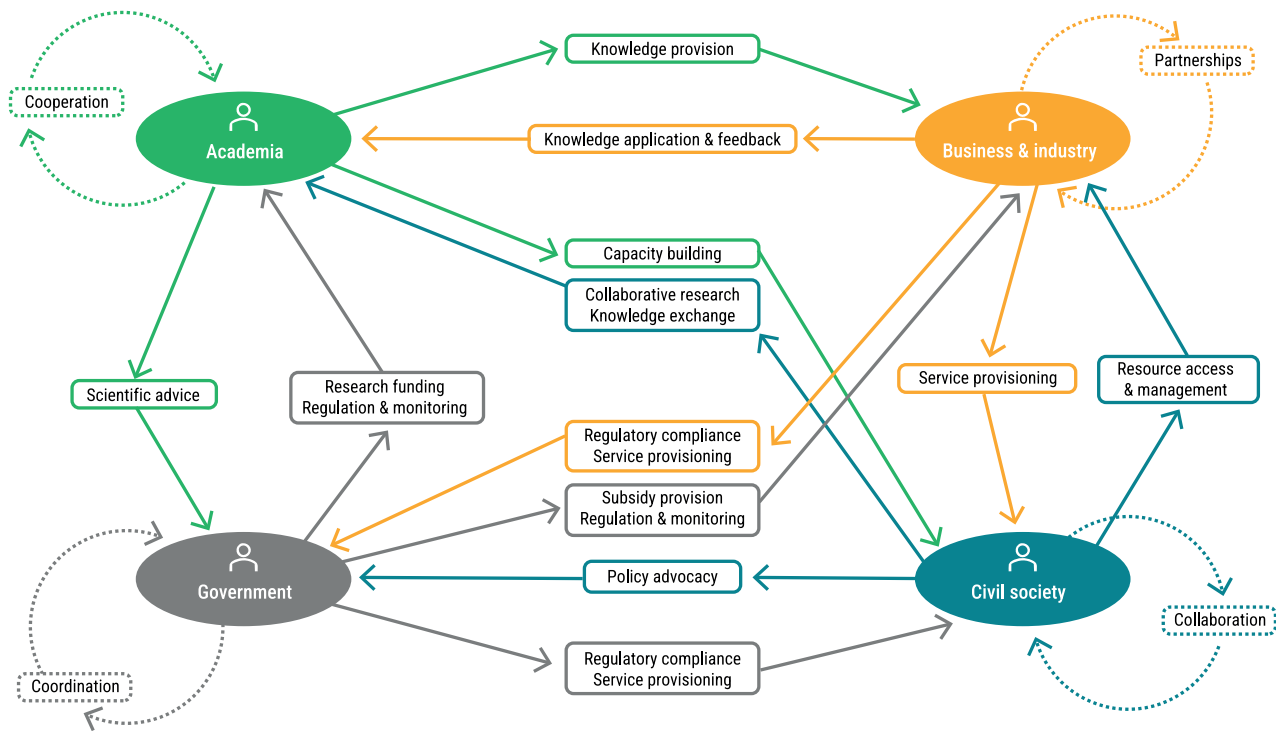 Knowledge provision
Partnerships
Cooperation
Academia
Knowledge application & feedback
Business & industry
Capacity building
Collaborative research
Knowledge exchange
Scientific advice
Research funding
Regulation & monitoring
Service provisioning
Resource access
& management
Regulatory compliance
Service provisioning
Subsidy provision
Regulation & monitoring
Government
Policy advocacy
Civil society
Collaboration
Coordination
Regulatory compliance
Service provisioning